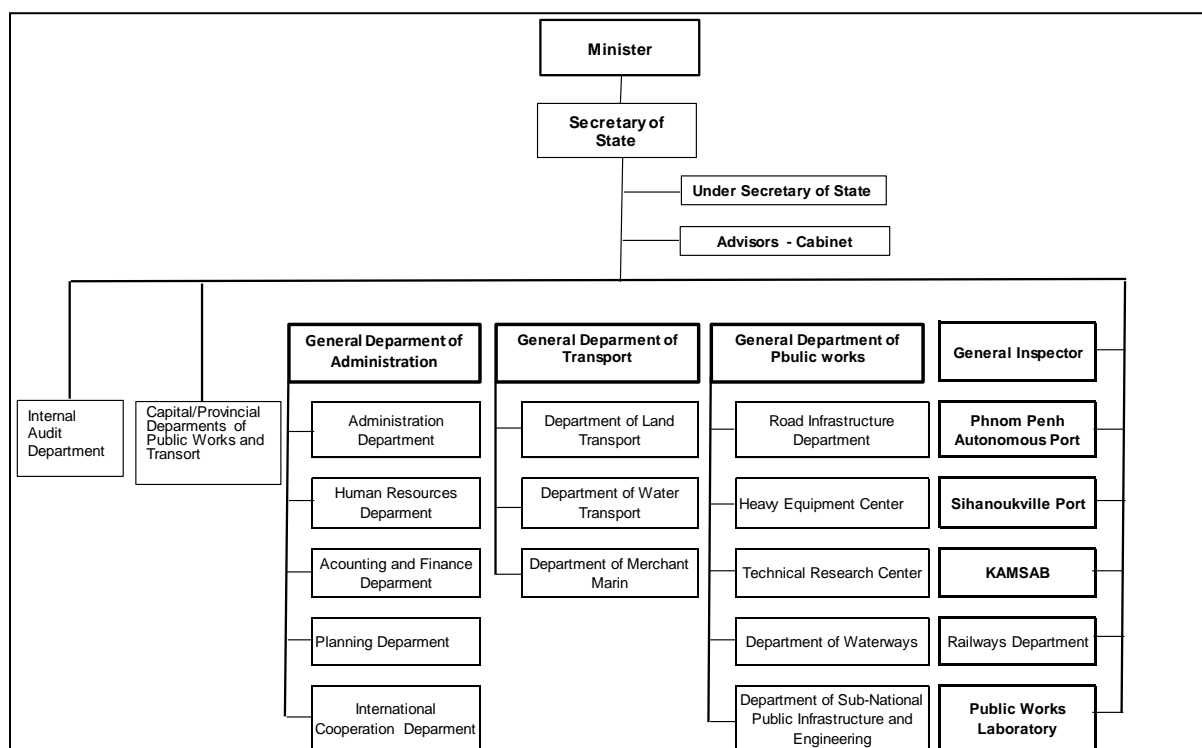 Minister
Secretary of
State
Under Secretary of State
Advisors - Cabinet
Internal
Audit
Department
Capital/Provincial
Deparments of
Public Works and
Transort
General Deparment of
Administration
Administration
Department
Human Resources
Deparment
Acounting and Finance
Deparment
Planning Deparment
International
Cooperation Deparment
General Deparment of
Transport
Department of Land
Transport
Department of Water
Transport
Department of Merchant
Marin
General Department of
Pbulic works
Road Infrastructure
Department
Heavy Equipment Center
Technical Research Center
Department of Waterways
Department of Sub-National
Public Infrastructure and
Engineering
General Inspector
Phnom Penh
Autonomous Port
Sihanoukville Port
KAMSAB
Railways Department
Public Works
Laboratory